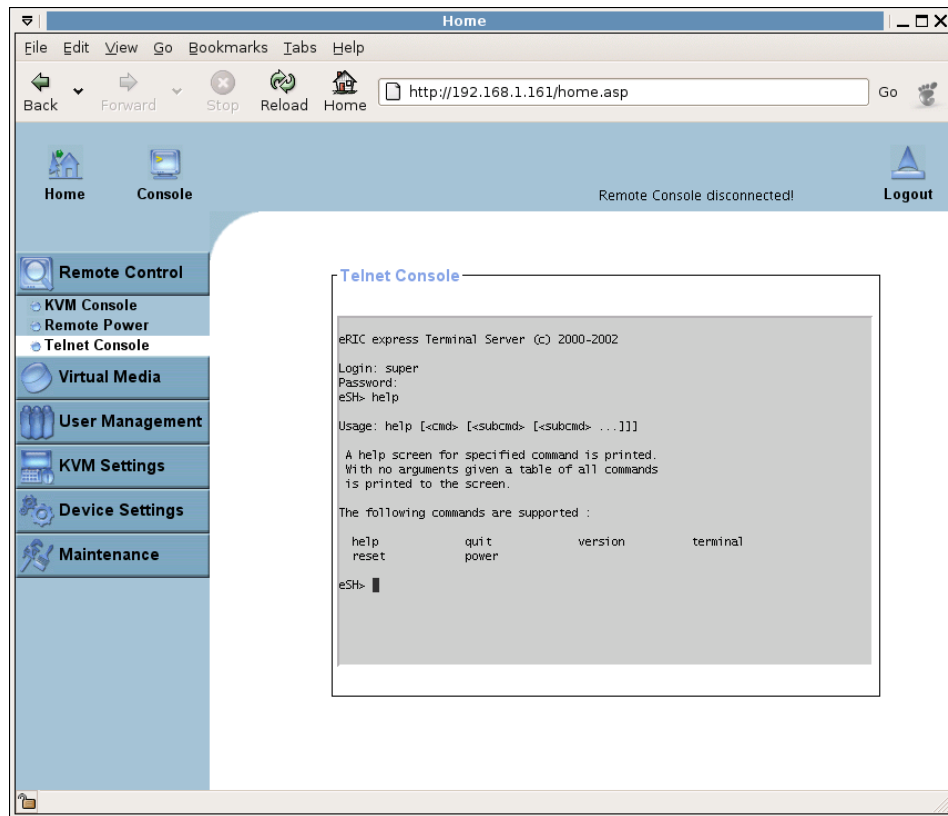 Home
File Edit View Go Bookmarks Tabs Help
Back Forward Stop Reload Home http://192.168.1.161/home.asp Go
Home Console Remote Console disconnected! Logout
Remote Control
KVM Console
Remote Power
Telnet Console
Virtual Media
User Management
KVM Settings
Device Settings
Maintenance
Telnet Console
eRIC express Terminal Server (c) 2000-2002
Login: super
Password:
eSH> help
Usage: help [<cmd> [<subcmd> [<subcmd> ...]]]
A help screen for specified command is printed.
With no arguments given a table of all commands
is printed to the screen.
The following commands are supported :
help quit version terminal
reset power
eSH>